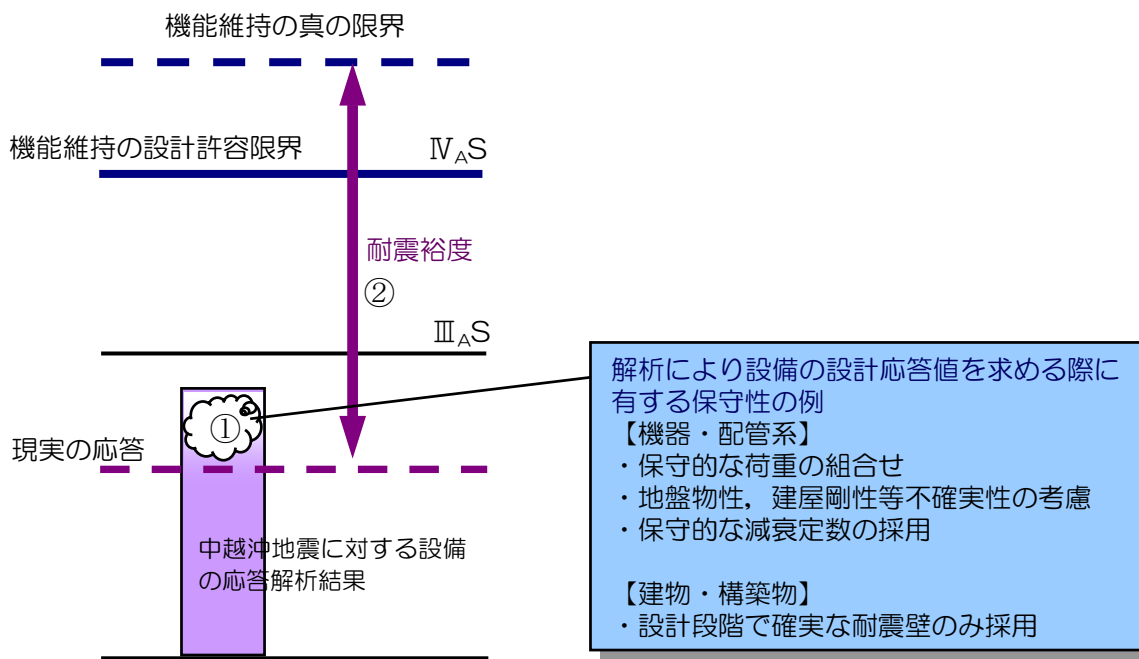 機能維持の真の限界
機能維持の設計許容限界
ⅣAS
耐震裕度
②
ⅢAS
①
現実の応答
中越沖地震に対する設備
の応答解析結果
解析により設備の設計応答値を求める際に
有する保守性の例
【機器・配管系】
・保守的な荷重の組合せ
・地盤物性，建屋剛性等不確実性の考慮
・保守的な減衰定数の採用
【建物・構築物】
・設計段階で確実な耐震壁のみ採用